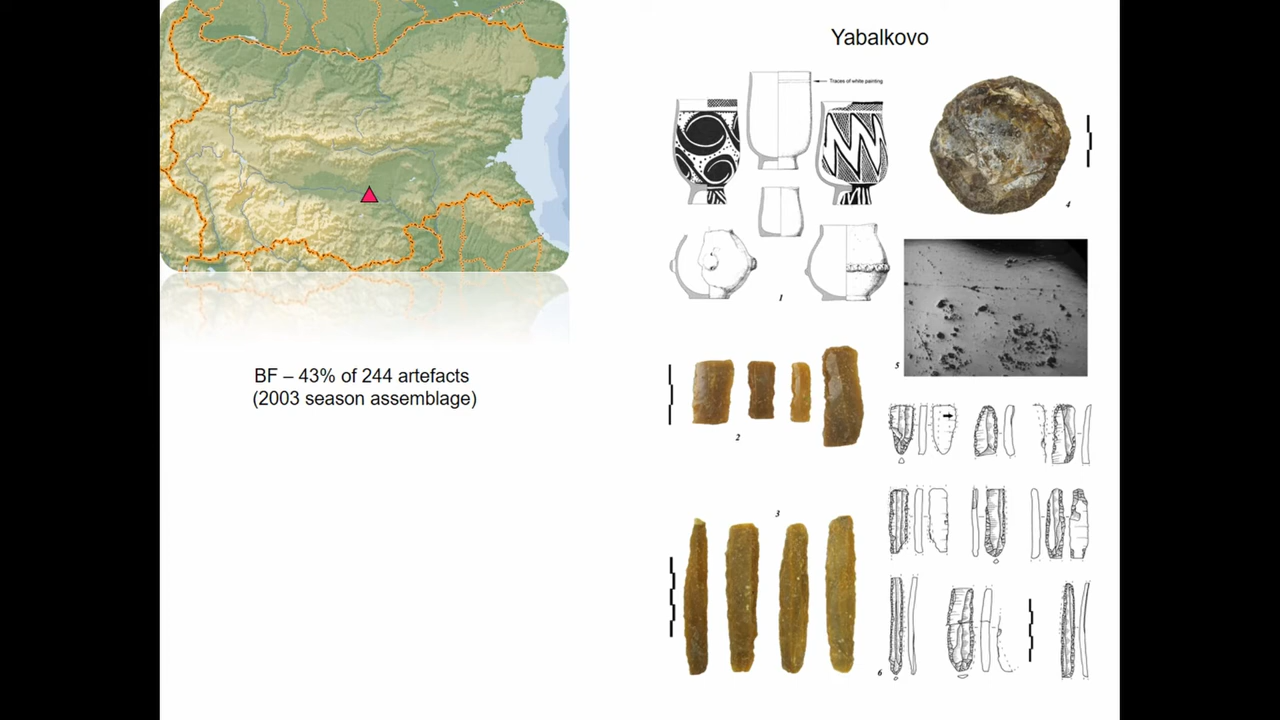 Yabalkovo
Traces of white painting
4
1
5
BF – 43% of 244 artefacts
(2003 season assemblage)
2
3
6